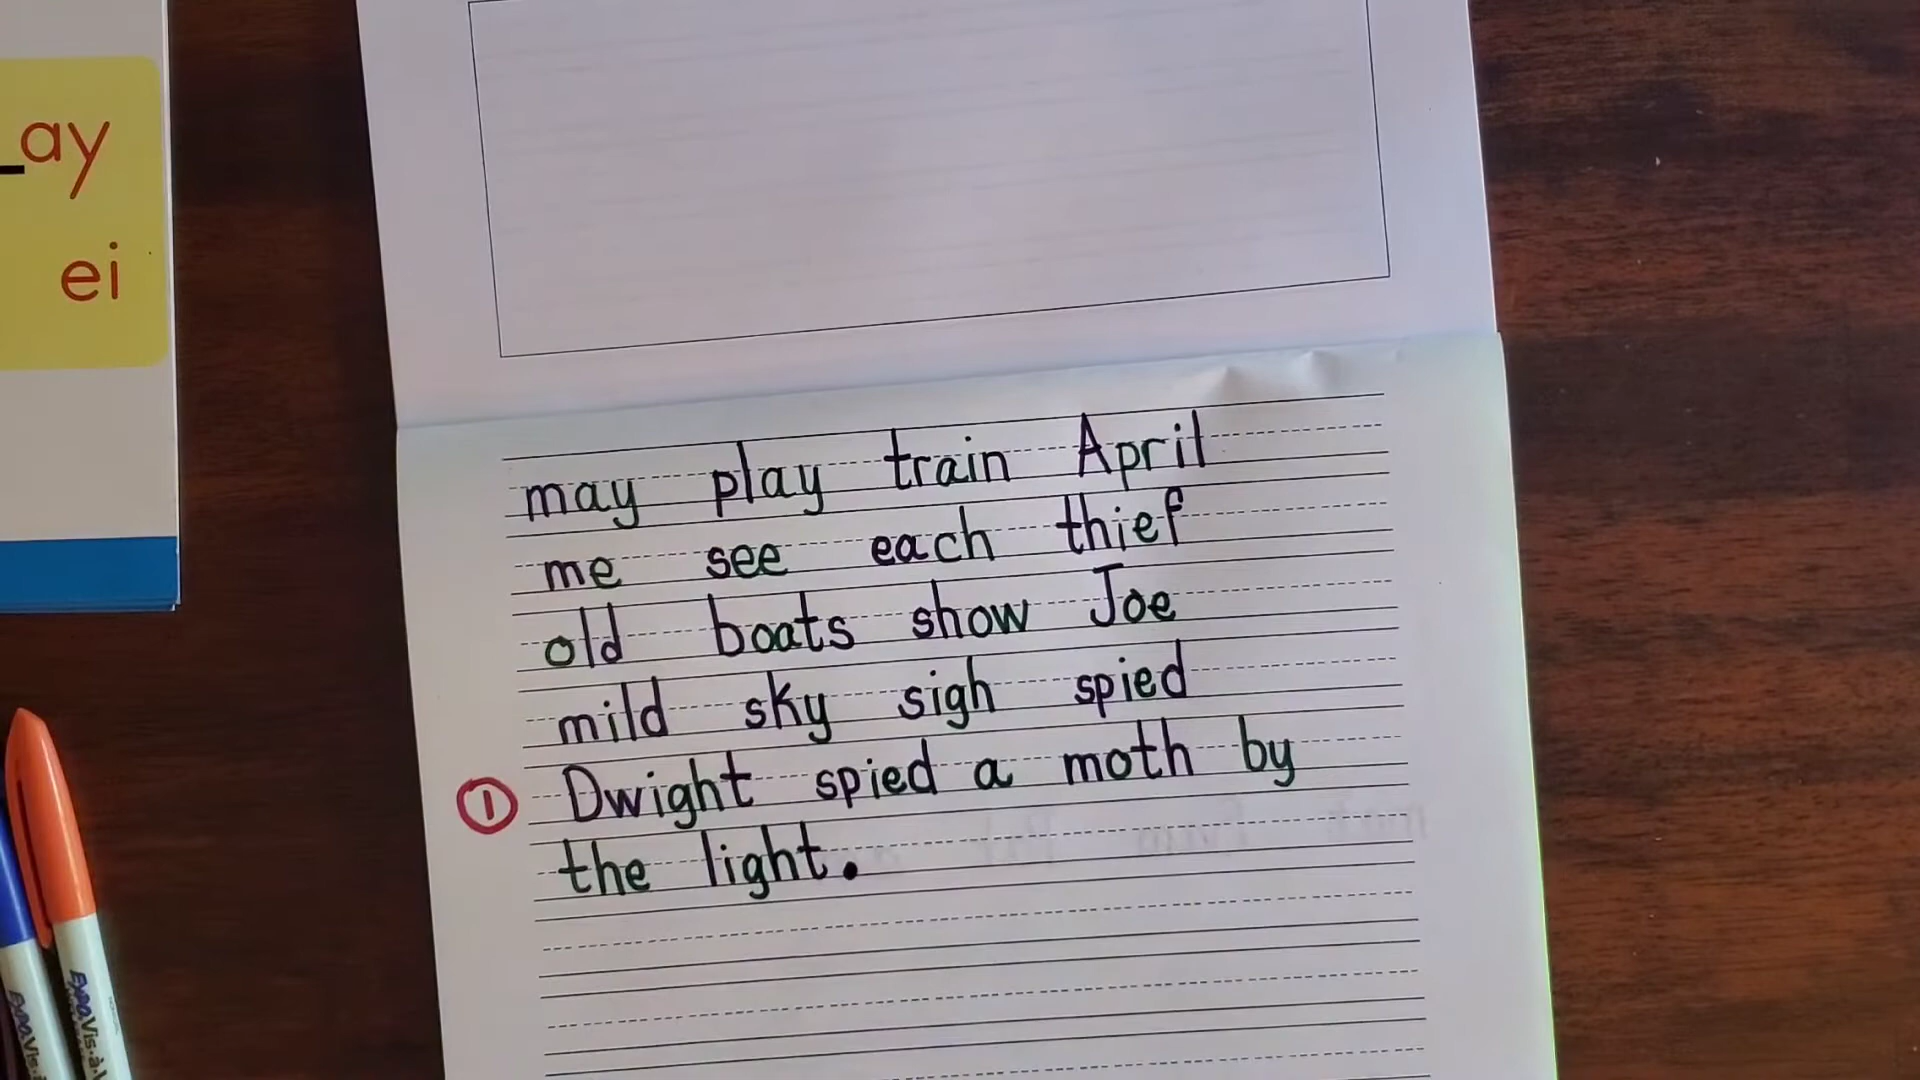 _ay
ei
may play train April
me see each thief
old boats show Joe
mild sky sigh spied
① Dwight spied a moth by
the light.